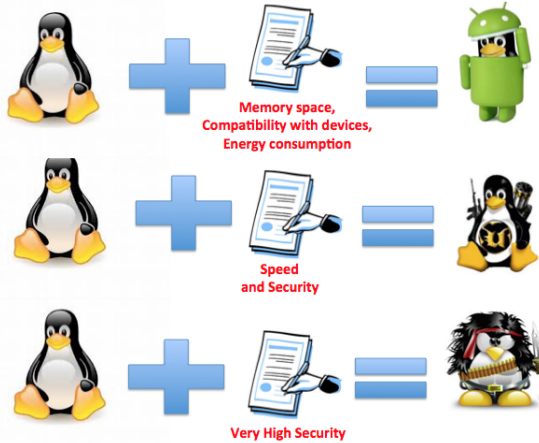 Memory space,
Compatibility with devices,
Energy consumption
Speed
and Security
Very High Security